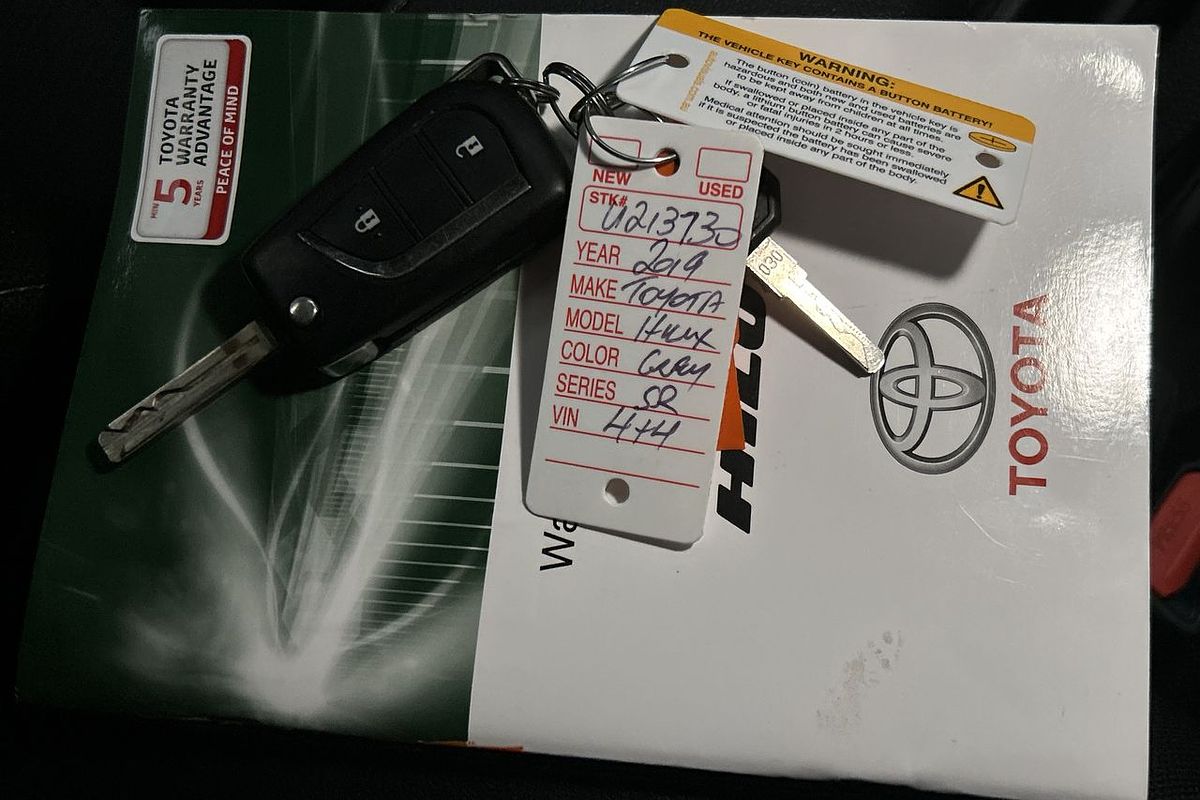 TOYOTA
WARRANTY
ADVANTAGE
MIN 5 YEARS
PEACE OF MIND
WARNING:
THE VEHICLE KEY CONTAINS A BUTTON BATTERY!
The button (coin) battery in the vehicle key is
hazardous and both new and used batteries are
to be kept away from children at all times.
If swallowed or placed inside any part of the
body, a lithium button battery can cause severe
or fatal injuries in 2 hours or less.
Medical attention should be sought immediately
if it is suspected the battery has been swallowed
or placed inside any part of the body.
NEW USED
STK# U213730
YEAR 2019
MAKE TOYOTA
MODEL Hilux
COLOR Grey
SERIES SR
VIN 4x4
030
TOYOTA